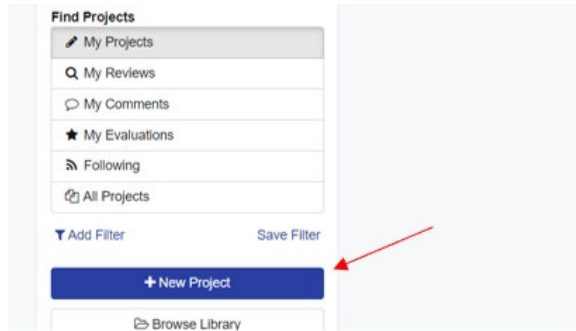 Find Projects
My Projects
My Reviews
My Comments
My Evaluations
Following
All Projects
Add Filter Save Filter
+ New Project
Browse Library